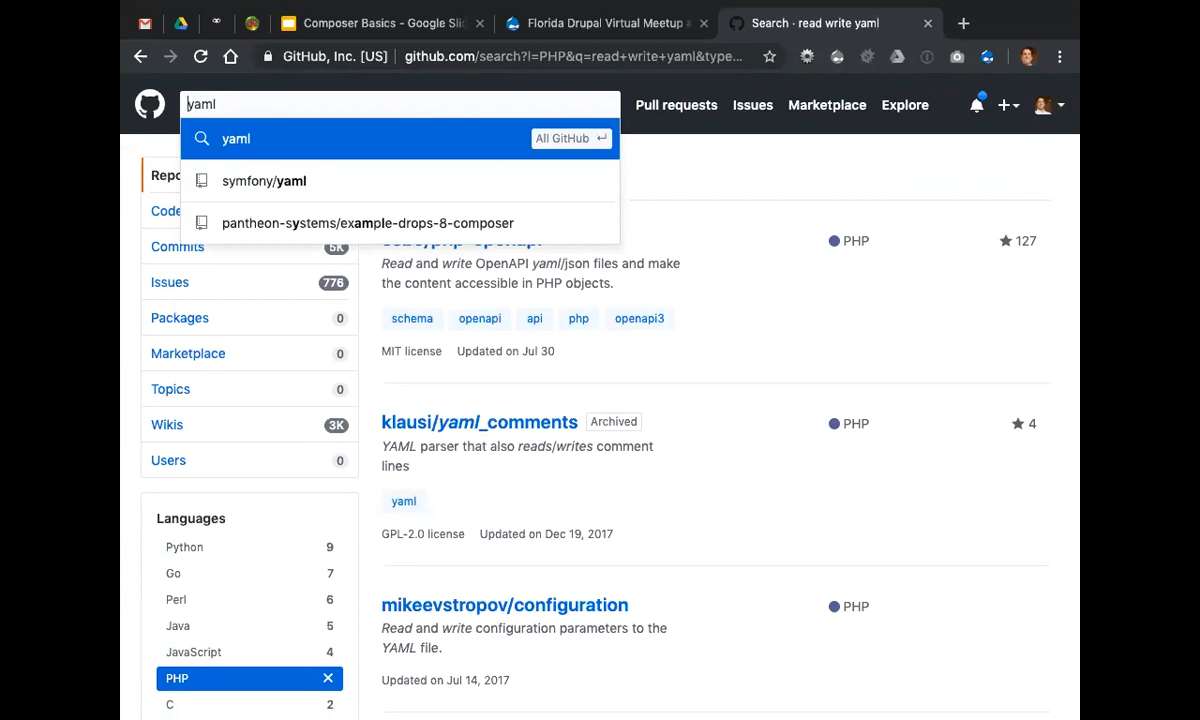 Composer Basics - Google Slid
Florida Drupal Virtual Meetup
Search · read write yaml
GitHub, Inc. [US] | github.com/search?l=PHP&q=read+write+yaml&type...
yaml
Pull requests Issues Marketplace Explore
yaml All GitHub
symfony/yaml
pantheon-systems/example-drops-8-composer
Code
Commits 5K
Issues 776
Packages 0
Marketplace 0
Topics 0
Wikis 3K
Users 0
Languages
Python 9
Go 7
Perl 6
Java 5
JavaScript 4
PHP
C 2
PHP 127
Read and write OpenAPI yaml/json files and make
the content accessible in PHP objects.
schema openapi api php openapi3
MIT license Updated on Jul 30
klausi/yaml_comments Archived PHP 4
YAML parser that also reads/writes comment
lines
yaml
GPL-2.0 license Updated on Dec 19, 2017
mikeevstropov/configuration PHP
Read and write configuration parameters to the
YAML file.
Updated on Jul 14, 2017